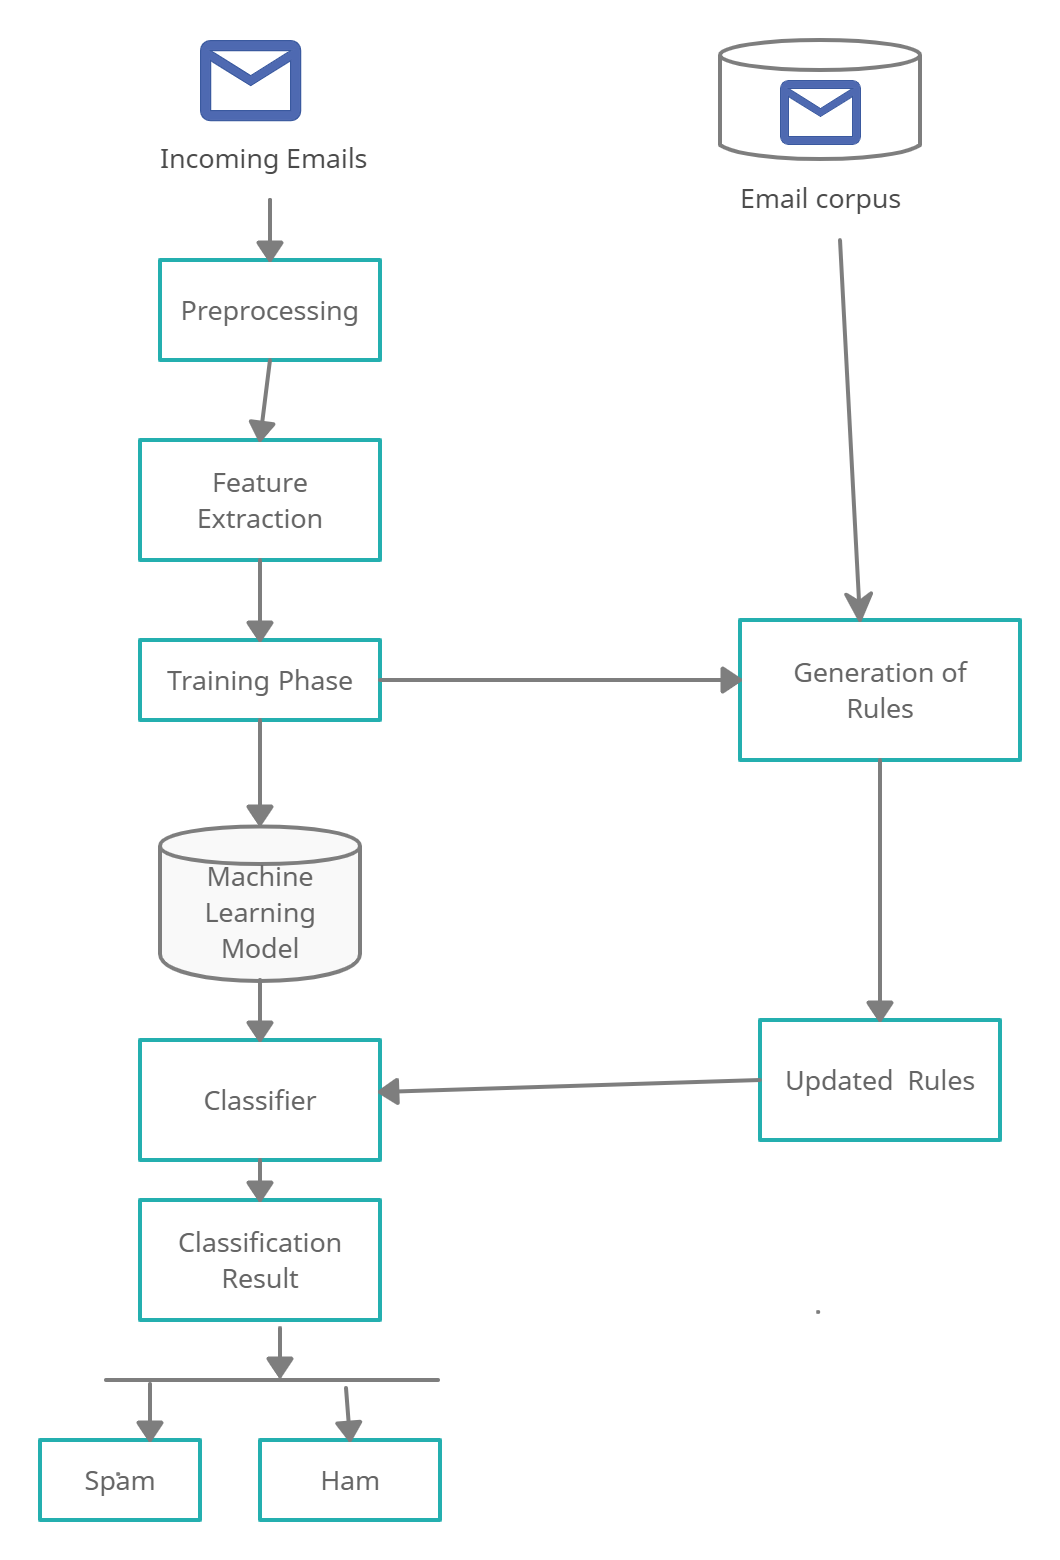 Incoming Emails
Email corpus
Preprocessing
Feature
Extraction
Training Phase
Generation of
Rules
Machine
Learning
Model
Classifier
Updated  Rules
Classification
Result
Spam
Ham